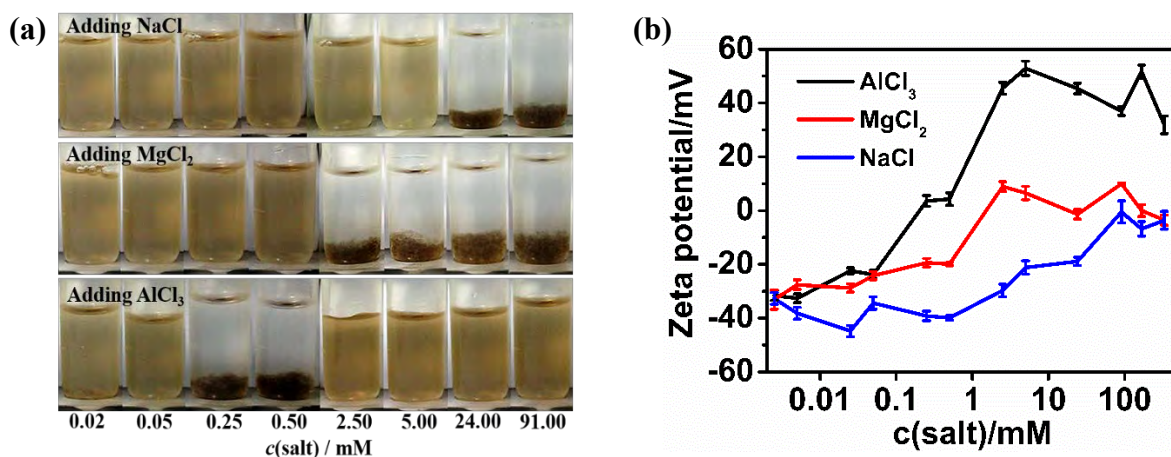 (a)
Adding NaCl
Adding MgCl₂
Adding AlCl₃
0.02 0.05 0.25 0.50 2.50 5.00 24.00 91.00
c(salt) / mM
(b)
60
40
20
0
-20
-40
-60
Zeta potential/mV
AlCl₃
MgCl₂
NaCl
0.01 0.1 1 10 100
c(salt)/mM